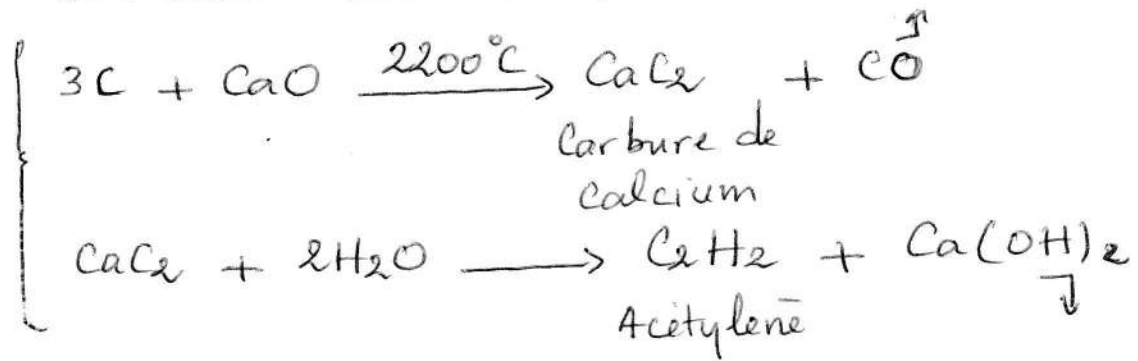 3C + CaO 2200°C → CaC2 + CO ↑
Carbure de
Calcium
CaC2 + 2H2O → C2H2 + Ca(OH)2 ↓
Acétylène